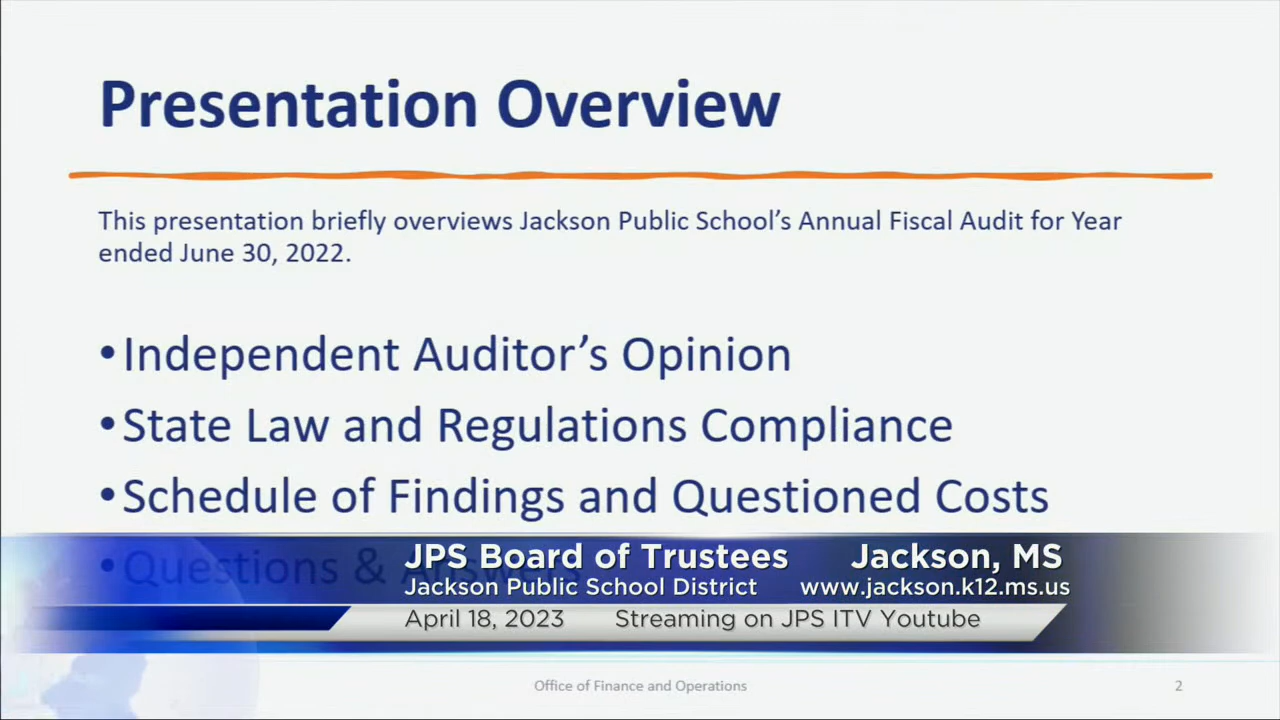 Presentation Overview
This presentation briefly overviews Jackson Public School's Annual Fiscal Audit for Year
ended June 30, 2022.
•Independent Auditor's Opinion
•State Law and Regulations Compliance
•Schedule of Findings and Questioned Costs
•Questions & Answers
JPS Board of Trustees Jackson, MS
Jackson Public School District www.jackson.k12.ms.us
April 18, 2023 Streaming on JPS ITV Youtube
Office of Finance and Operations 2